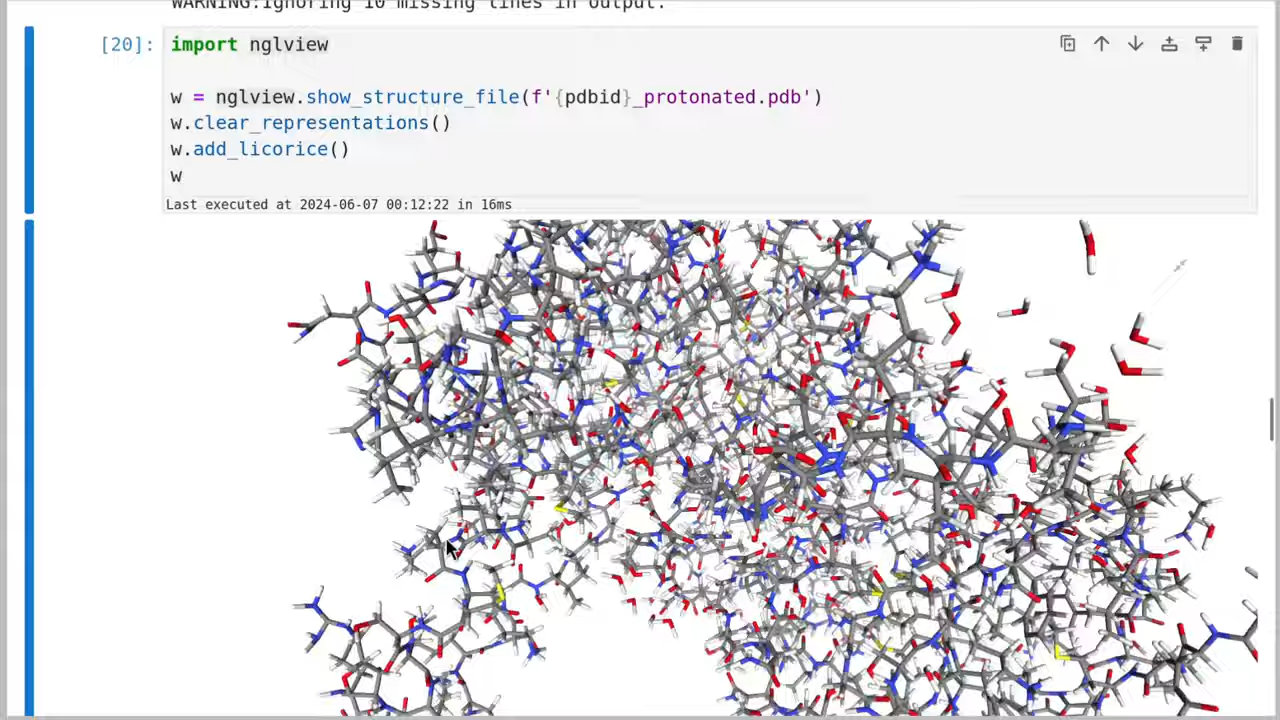 WARNING:Ignoring 10 missing lines in output.
[20]:
import nglview
w = nglview.show_structure_file(f'{pdbid}_protonated.pdb')
w.clear_representations()
w.add_licorice()
w
Last executed at 2024-06-07 00:12:22 in 16ms